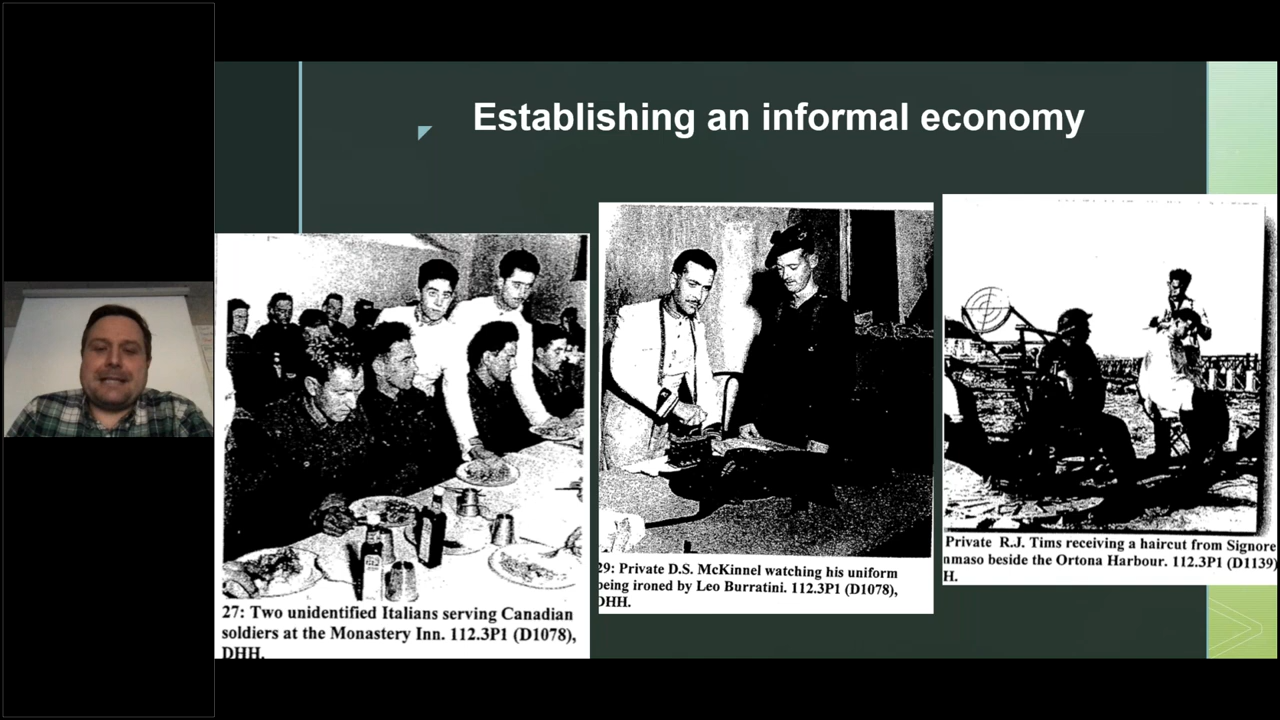 Establishing an informal economy
27: Two unidentified Italians serving Canadian
soldiers at the Monastery Inn. 112.3P1 (D1078),
DHH.
29: Private D.S. McKinnel watching his uniform
being ironed by Leo Burratini. 112.3P1 (D1078),
DHH.
Private R.J. Tims receiving a haircut from Signore
nmaso beside the Ortona Harbour. 112.3P1 (D1139)
H.